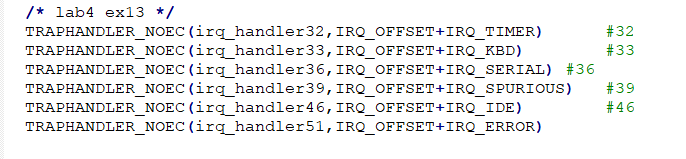 /* lab4 ex13 */
TRAPHANDLER_NOEC(irq_handler32,IRQ_OFFSET+IRQ_TIMER) #32
TRAPHANDLER_NOEC(irq_handler33,IRQ_OFFSET+IRQ_KBD) #33
TRAPHANDLER_NOEC(irq_handler36,IRQ_OFFSET+IRQ_SERIAL) #36
TRAPHANDLER_NOEC(irq_handler39,IRQ_OFFSET+IRQ_SPURIOUS) #39
TRAPHANDLER_NOEC(irq_handler46,IRQ_OFFSET+IRQ_IDE) #46
TRAPHANDLER_NOEC(irq_handler51,IRQ_OFFSET+IRQ_ERROR)